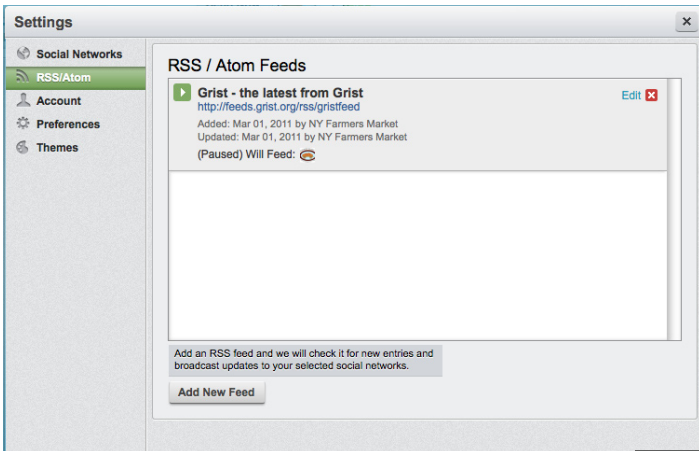 Settings
Social Networks
RSS/Atom
Account
Preferences
Themes
RSS / Atom Feeds
Grist - the latest from Grist
Edit
http://feeds.grist.org/rss/gristfeed
Added: Mar 01, 2011 by NY Farmers Market
Updated: Mar 01, 2011 by NY Farmers Market
(Paused) Will Feed:
Add an RSS feed and we will check it for new entries and
broadcast updates to your selected social networks.
Add New Feed